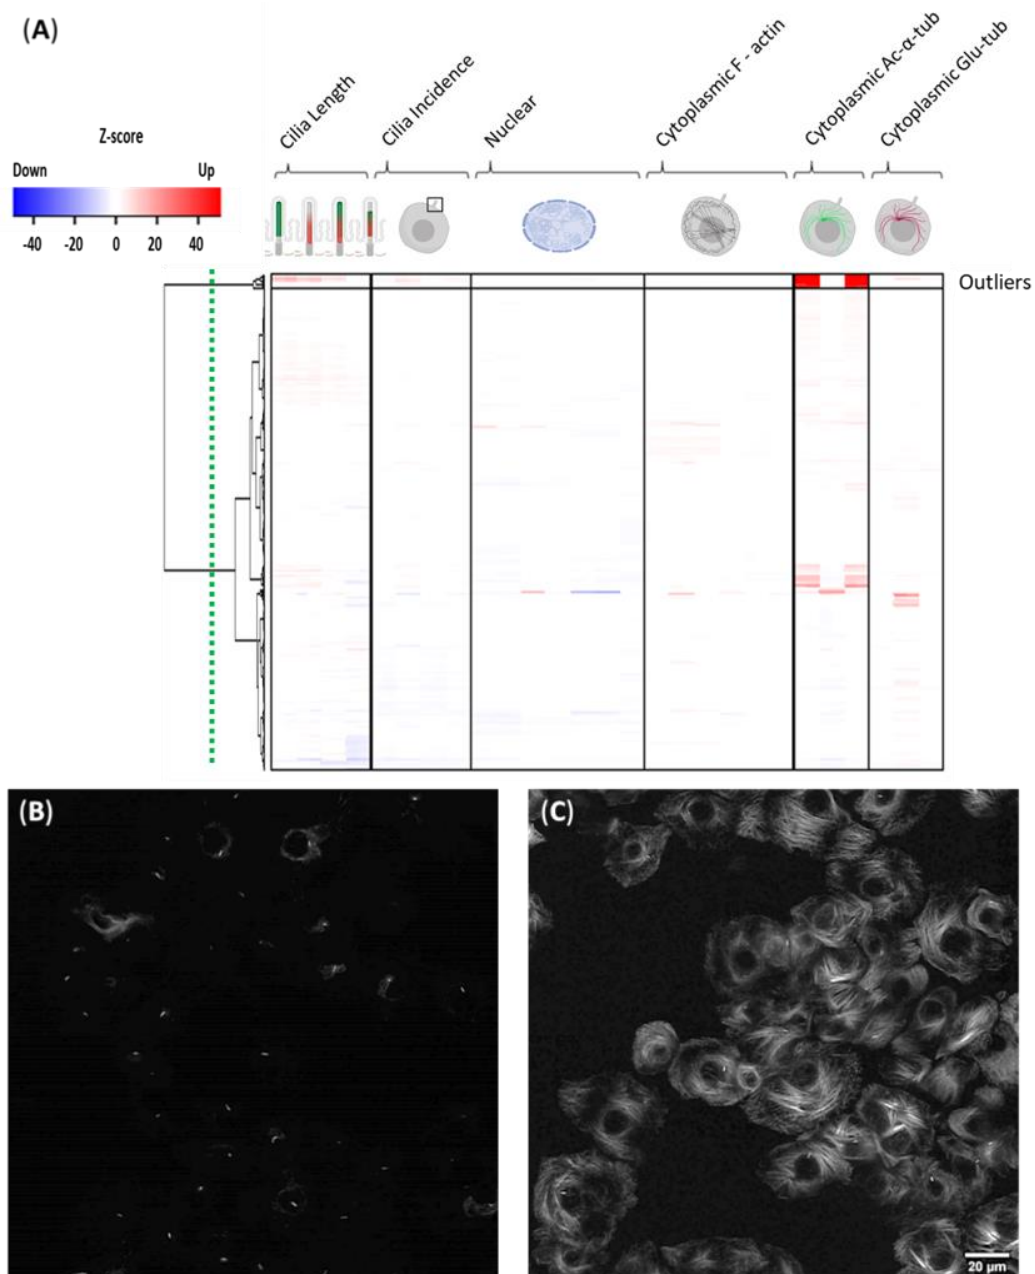 (A)
Cilia Length
Cilia Incidence
Nuclear
Cytoplasmic F - actin
Cytoplasmic Ac-α-tub
Cytoplasmic Glu-tub
Z-score
Down Up
-40 -20 0 20 40
Outliers
(B)
(C)
20 µm